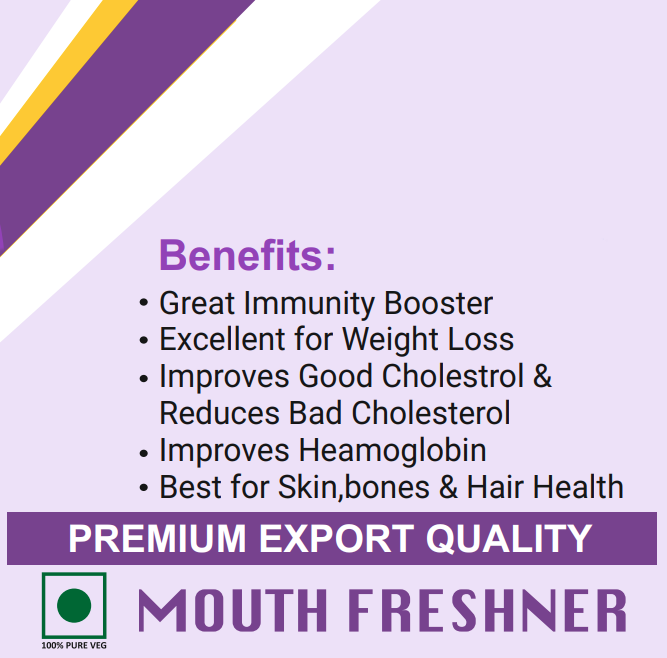 Benefits:
• Great Immunity Booster
• Excellent for Weight Loss
• Improves Good Cholestrol &
Reduces Bad Cholesterol
• Improves Heamoglobin
• Best for Skin,bones & Hair Health
PREMIUM EXPORT QUALITY
100% PURE VEG
MOUTH FRESHNER